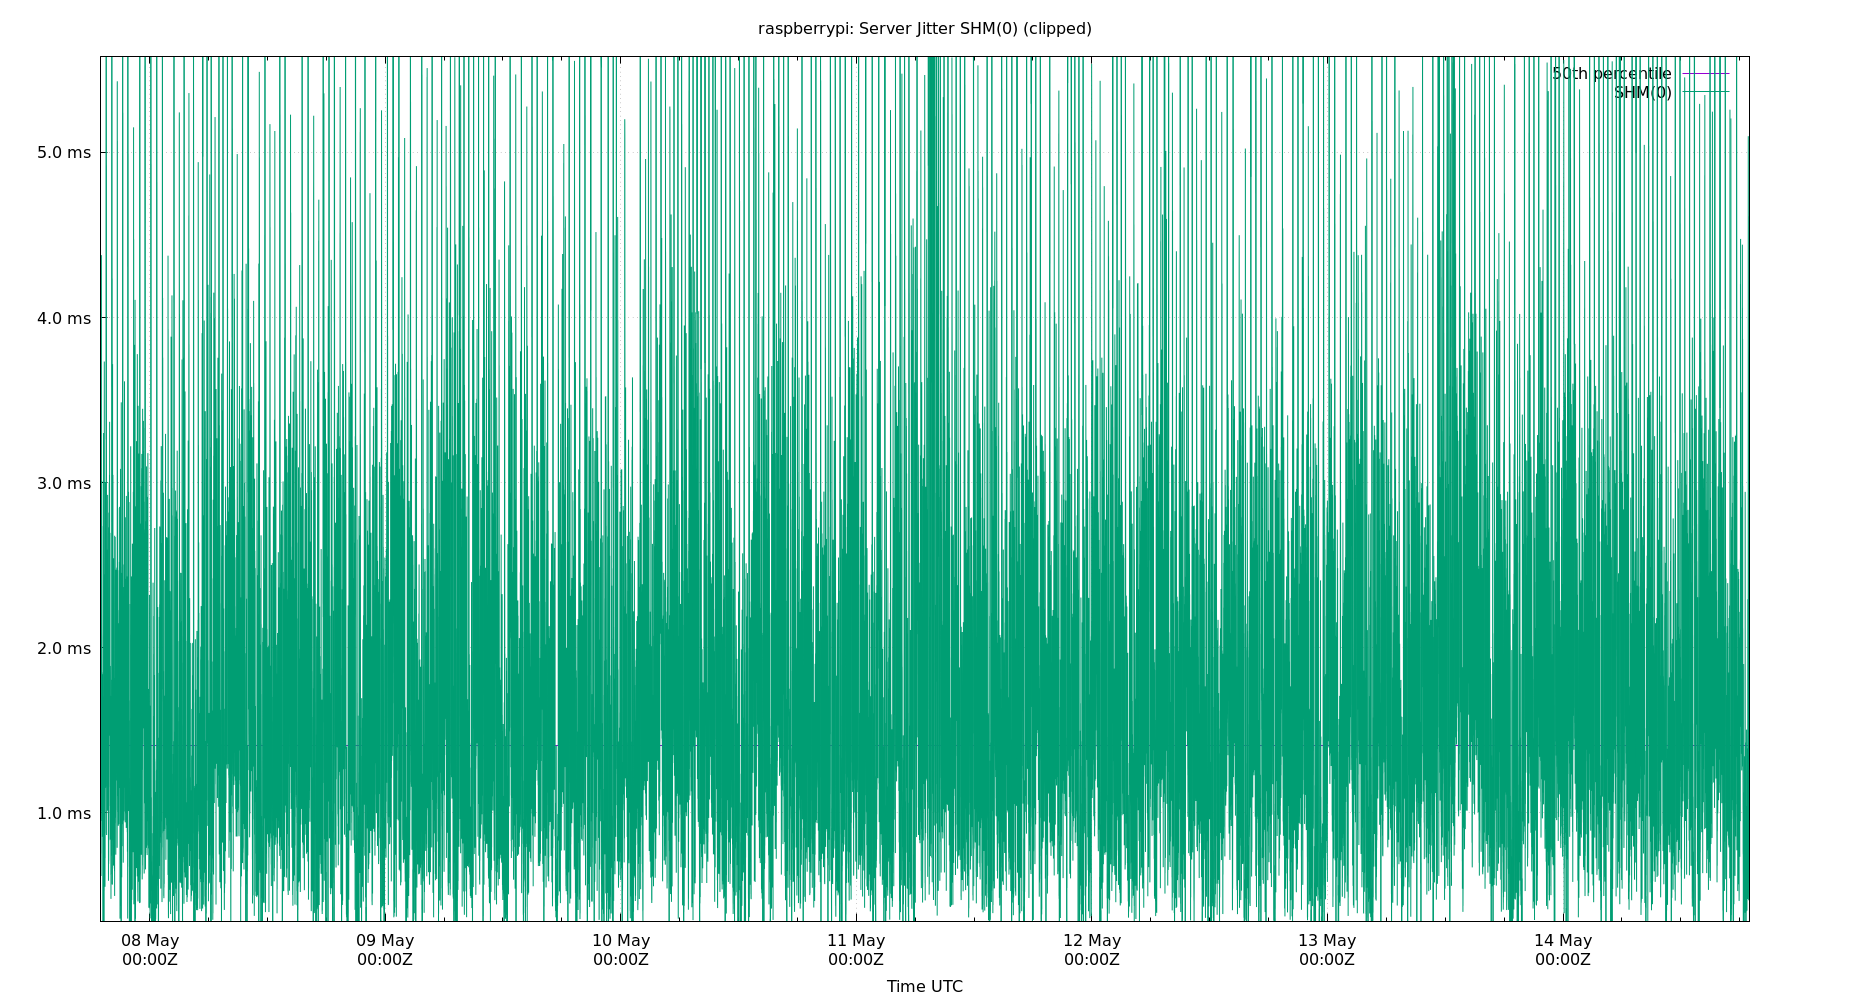 raspberrypi: Server Jitter SHM(0) (clipped)
50th percentile
SHM(0)
5.0 ms
4.0 ms
3.0 ms
2.0 ms
1.0 ms
08 May 09 May 10 May 11 May 12 May 13 May 14 May
00:00Z 00:00Z 00:00Z 00:00Z 00:00Z 00:00Z 00:00Z
Time UTC